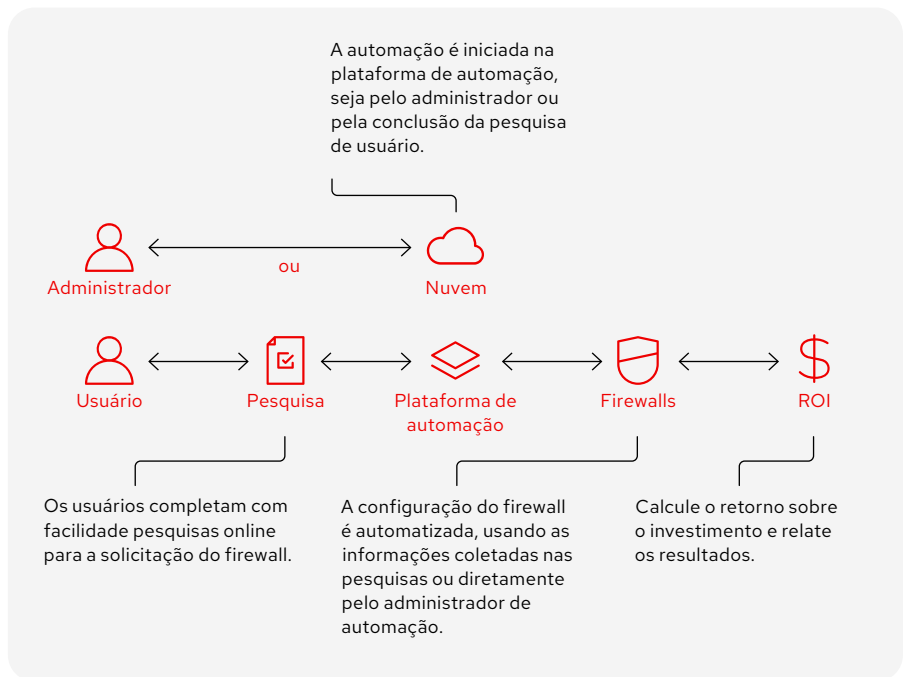 A automação é iniciada na
plataforma de automação,
seja pelo administrador ou
pela conclusão da pesquisa
de usuário.
ou
Administrador
Nuvem
Usuário
Pesquisa
Plataforma de
automação
Firewalls
ROI
Os usuários completam com
facilidade pesquisas online
para a solicitação do firewall.
A configuração do firewall
é automatizada, usando as
informações coletadas nas
pesquisas ou diretamente
pelo administrador de
automação.
Calcule o retorno sobre
o investimento e relate
os resultados.